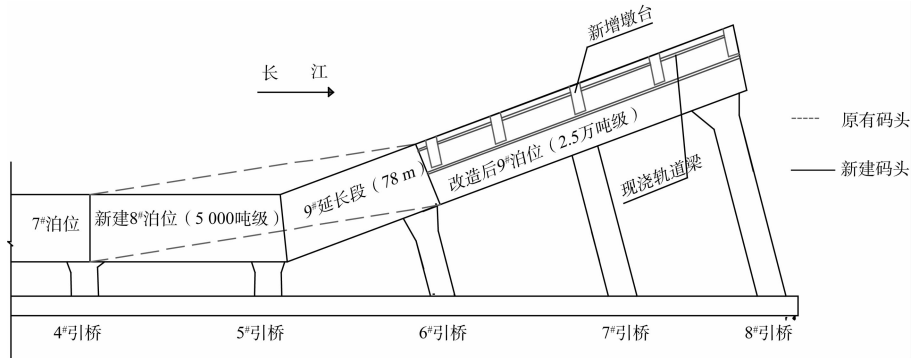 新增墩台
长 江
原有码头
新建码头
改造后9#泊位（2.5万吨级）
现浇轨道梁
9#延长段（78 m）
7#泊位
新建8#泊位（5 000吨级）
4#引桥
5#引桥
6#引桥
7#引桥
8#引桥